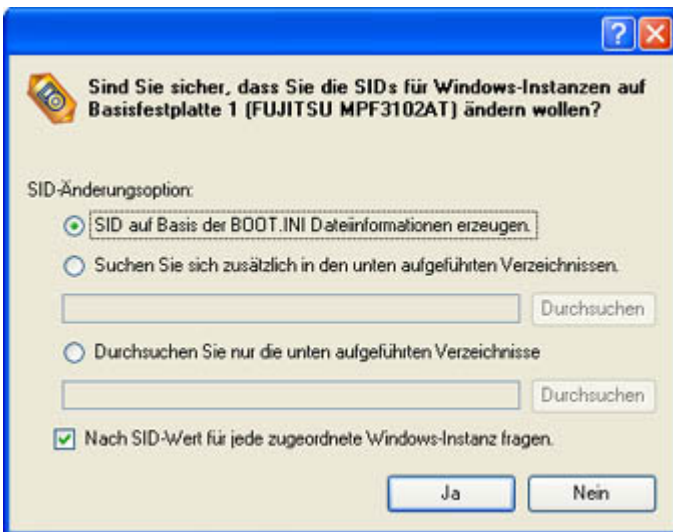 Sind Sie sicher, dass Sie die SIDs für Windows-Instanzen auf
Basisfestplatte 1 (FUJITSU MPF3102AT) ändern wollen?
SID-Änderungsoption:
SID auf Basis der BOOT.INI Dateiinformationen erzeugen.
Suchen Sie sich zusätzlich in den unten aufgeführten Verzeichnissen.
Durchsuchen
Durchsuchen Sie nur die unten aufgeführten Verzeichnisse
Durchsuchen
Nach SID-Wert für jede zugeordnete Windows-Instanz fragen.
Ja Nein